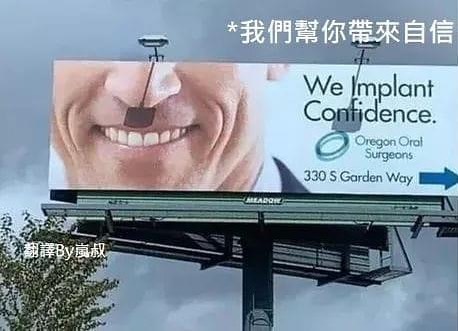 *我們幫你帶來自信
We Implant
Confidence.
Oregon Oral
Surgeons
330 S Garden Way
MEADOW
翻譯By嵐叔